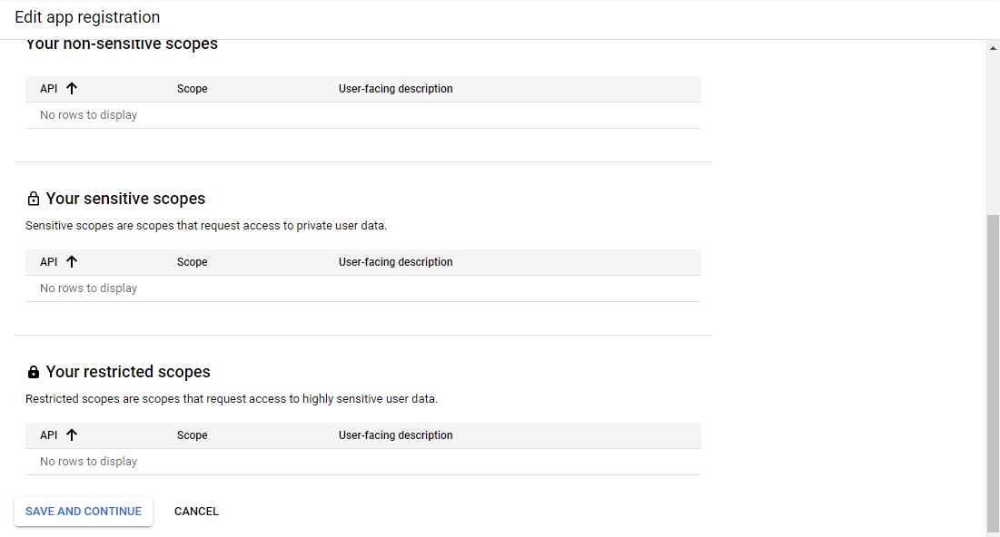 Edit app registration
Your non-sensitive scopes
API Scope User-facing description
No rows to display
Your sensitive scopes
Sensitive scopes are scopes that request access to private user data.
API Scope User-facing description
No rows to display
Your restricted scopes
Restricted scopes are scopes that request access to highly sensitive user data.
API Scope User-facing description
No rows to display
SAVE AND CONTINUE CANCEL